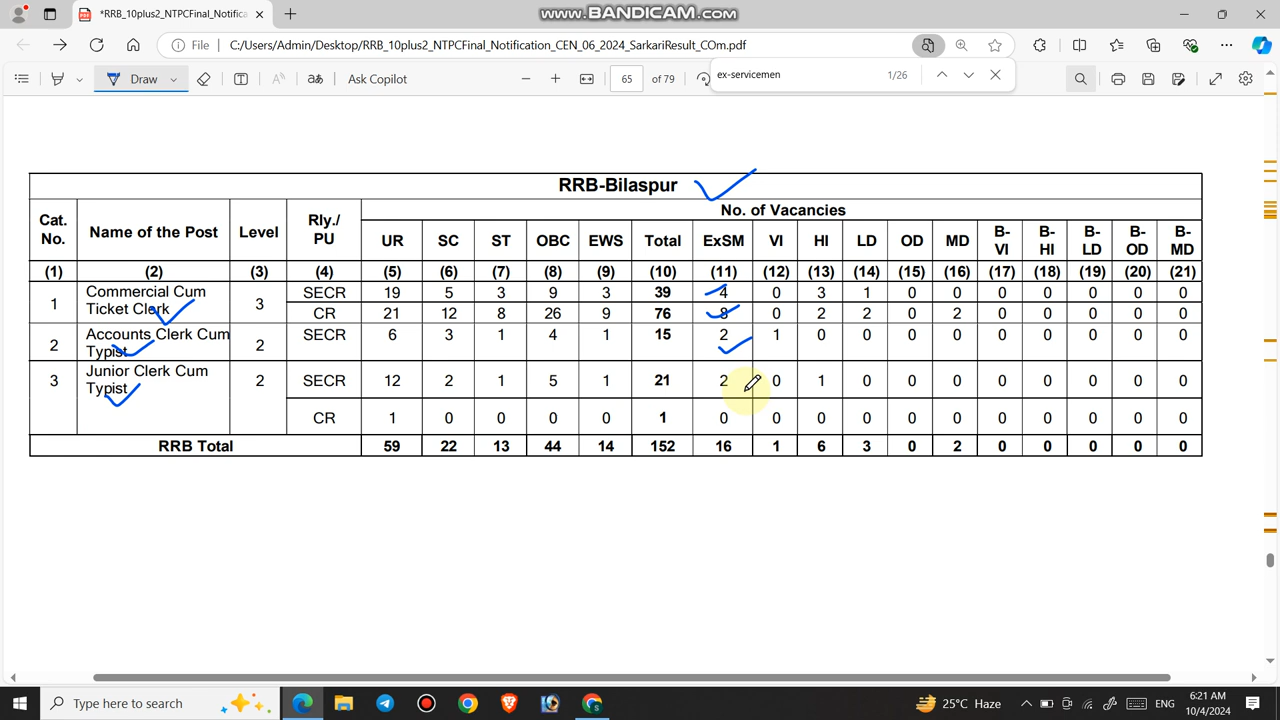 *RRB_10plus2_NTPCFinal_Notifica
www.BANDICAM.com
File C:/Users/Admin/Desktop/RRB_10plus2_NTPCFinal_Notification_CEN_06_2024_SarkariResult_COm.pdf
Draw Ask Copilot 65 of 79
ex-servicemen 1/26
RRB-Bilaspur
Cat. No. Name of the Post Level Rly./ PU No. of Vacancies
UR SC ST OBC EWS Total ExSM VI HI LD OD MD B-VI B-HI B-LD B-OD B-MD
(1) (2) (3) (4) (5) (6) (7) (8) (9) (10) (11) (12) (13) (14) (15) (16) (17) (18) (19) (20) (21)
1 Commercial Cum Ticket Clerk 3 SECR 19 5 3 9 3 39 4 0 3 1 0 0 0 0 0 0 0
CR 21 12 8 26 9 76 8 0 2 2 0 2 0 0 0 0 0
2 Accounts Clerk Cum Typist 2 SECR 6 3 1 4 1 15 2 1 0 0 0 0 0 0 0 0 0
3 Junior Clerk Cum Typist 2 SECR 12 2 1 5 1 21 2 0 1 0 0 0 0 0 0 0 0
CR 1 0 0 0 0 1 0 0 0 0 0 0 0 0 0 0 0
RRB Total 59 22 13 44 14 152 16 1 6 3 0 2 0 0 0 0 0
Type here to search
25°C Haze
ENG
6:21 AM
10/4/2024